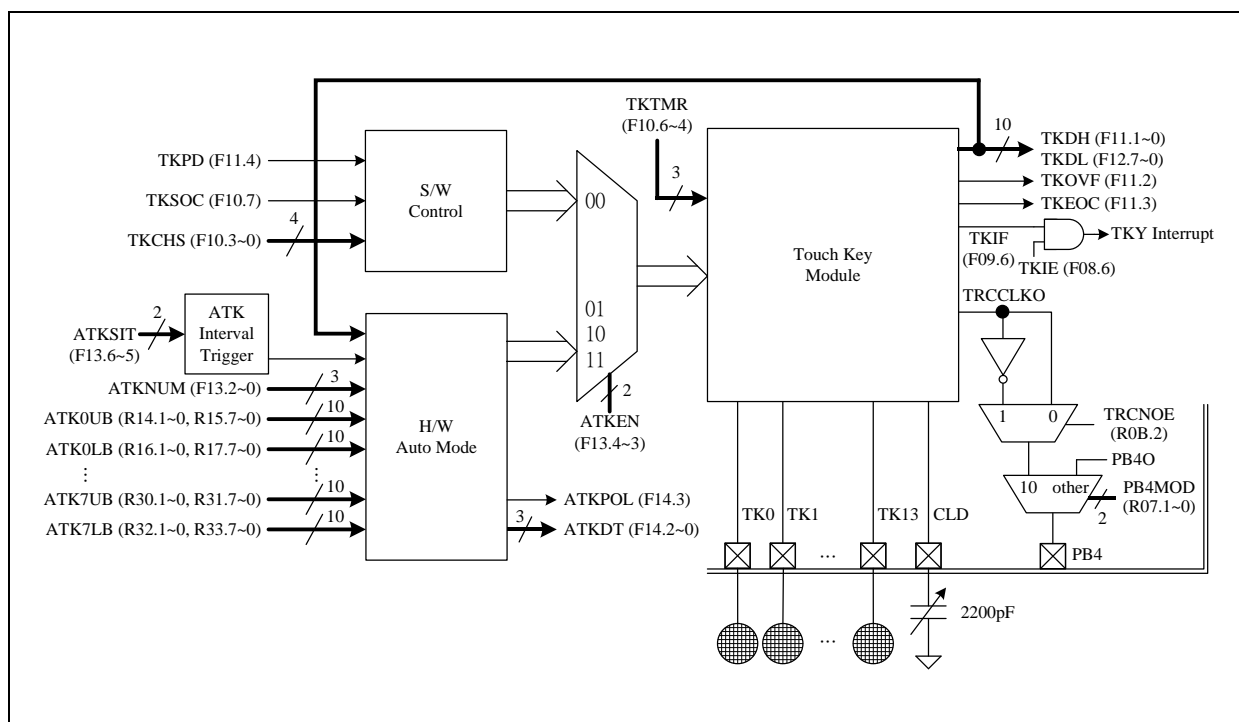 TKTMR
(F10.6~4)
3
10
TKDH (F11.1~0)
TKDL (F12.7~0)
TKOVF (F11.2)
TKEOC (F11.3)
TKPD (F11.4)
TKSOC (F10.7)
4
TKCHS (F10.3~0)
S/W
Control
00
01
10
11
2
ATKEN
(F13.4~3)
Touch Key
Module
TKIF
(F09.6)
TKIE (F08.6)
TKY Interrupt
TRCCLKO
2
ATKSIT
(F13.6~5)
ATK
Interval
Trigger
ATKNUM (F13.2~0)
3
ATK0UB (R14.1~0, R15.7~0)
10
ATK0LB (R16.1~0, R17.7~0)
10
...
...
ATK7UB (R30.1~0, R31.7~0)
10
ATK7LB (R32.1~0, R33.7~0)
10
H/W
Auto Mode
ATKPOL (F14.3)
3
ATKDT (F14.2~0)
1
0
TRCNOE
(R0B.2)
PB4O
10
other
PB4MOD
2
(R07.1~0)
TK0
TK1
TK13
CLD
...
PB4
...
2200pF